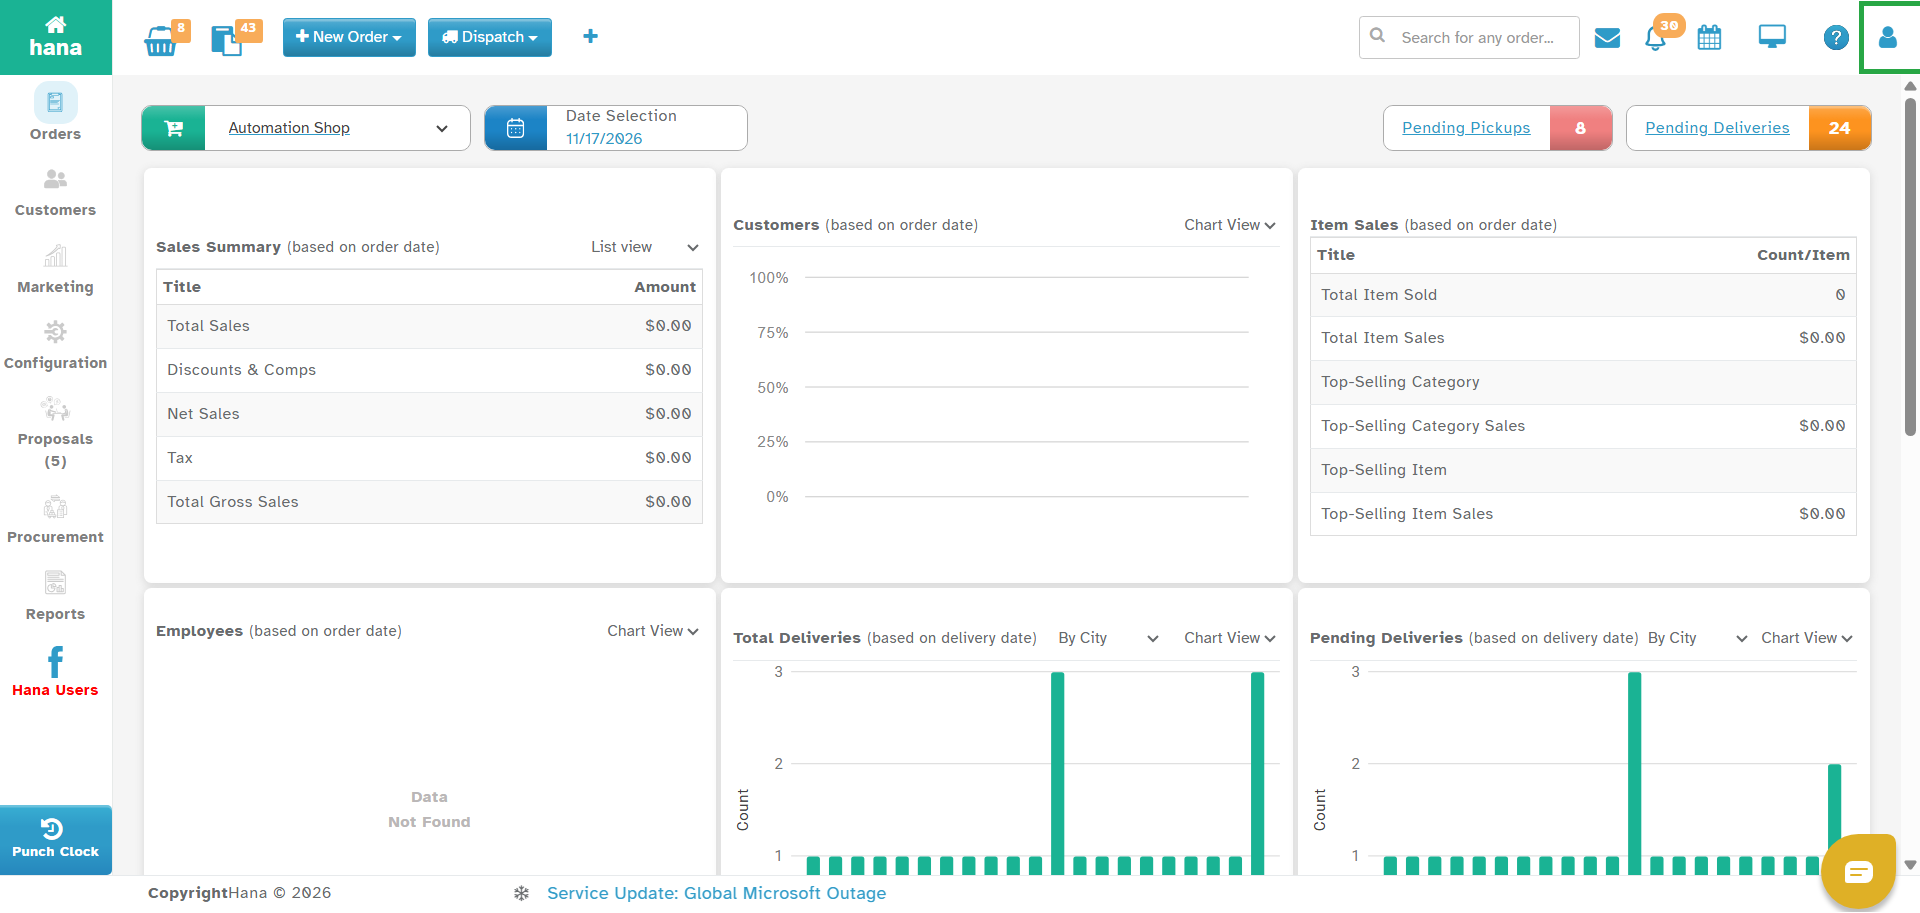 hana
8
43
New Order
Dispatch
Search for any order...
30
Orders
Customers
Marketing
Configuration
Proposals
(5)
Procurement
Reports
Hana Users
Punch Clock
Automation Shop
Date Selection
11/17/2026
Pending Pickups 8
Pending Deliveries 24
Sales Summary (based on order date) List view
Title Amount
Total Sales $0.00
Discounts & Comps $0.00
Net Sales $0.00
Tax $0.00
Total Gross Sales $0.00
Customers (based on order date) Chart View
100%
75%
50%
25%
0%
Item Sales (based on order date)
Title Count/Item
Total Item Sold 0
Total Item Sales $0.00
Top-Selling Category
Top-Selling Category Sales $0.00
Top-Selling Item
Top-Selling Item Sales $0.00
Employees (based on order date) Chart View
Data
Not Found
Total Deliveries (based on delivery date) By City Chart View
3
2
1
Count
Pending Deliveries (based on delivery date) By City Chart View
3
2
1
Count
CopyrightHana © 2026
Service Update: Global Microsoft Outage